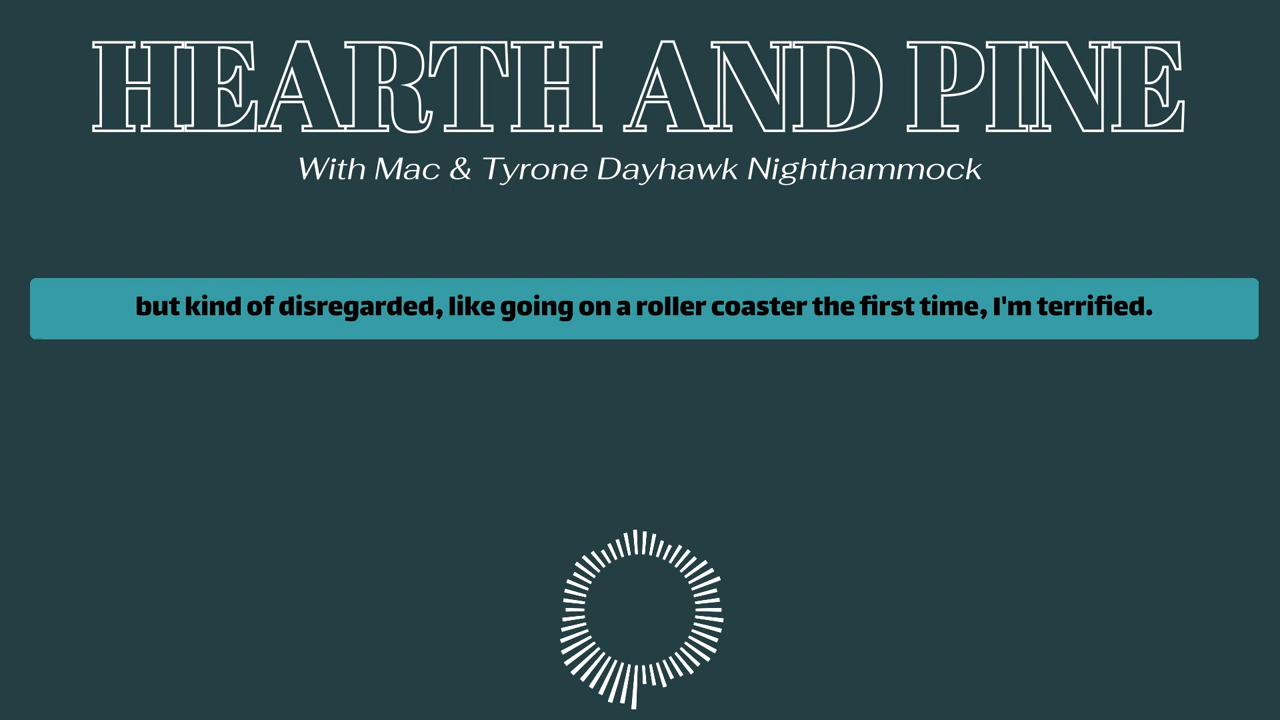 HEARTH AND PINE
With Mac & Tyrone Dayhawk Nighthammock
but kind of disregarded, like going on a roller coaster the first time, I'm terrified.